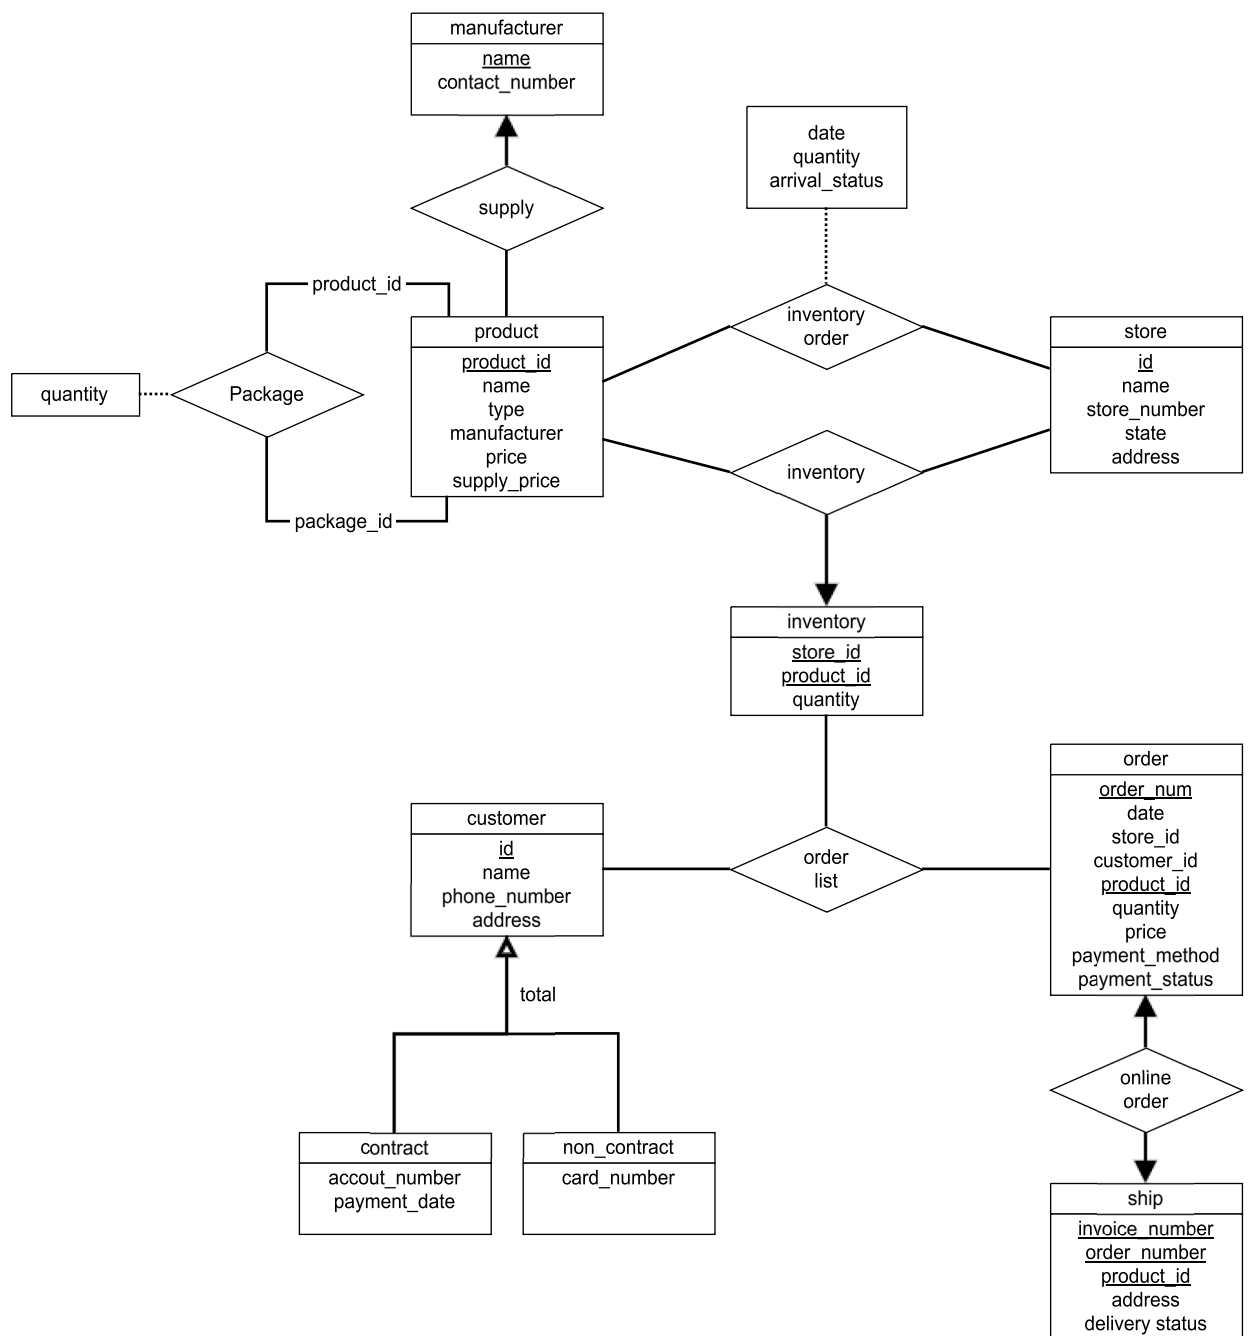 manufacturer
name
contact_number
date
quantity
arrival_status
supply
product_id
inventory
order
product
product_id
name
type
manufacturer
price
supply_price
store
id
name
store_number
state
address
quantity
Package
inventory
package_id
inventory
store_id
product_id
quantity
order
order_num
date
store_id
customer_id
product_id
quantity
price
payment_method
payment_status
customer
id
name
phone_number
address
order
list
total
online
order
contract
accout_number
payment_date
non_contract
card_number
ship
invoice_number
order_number
product_id
address
delivery status